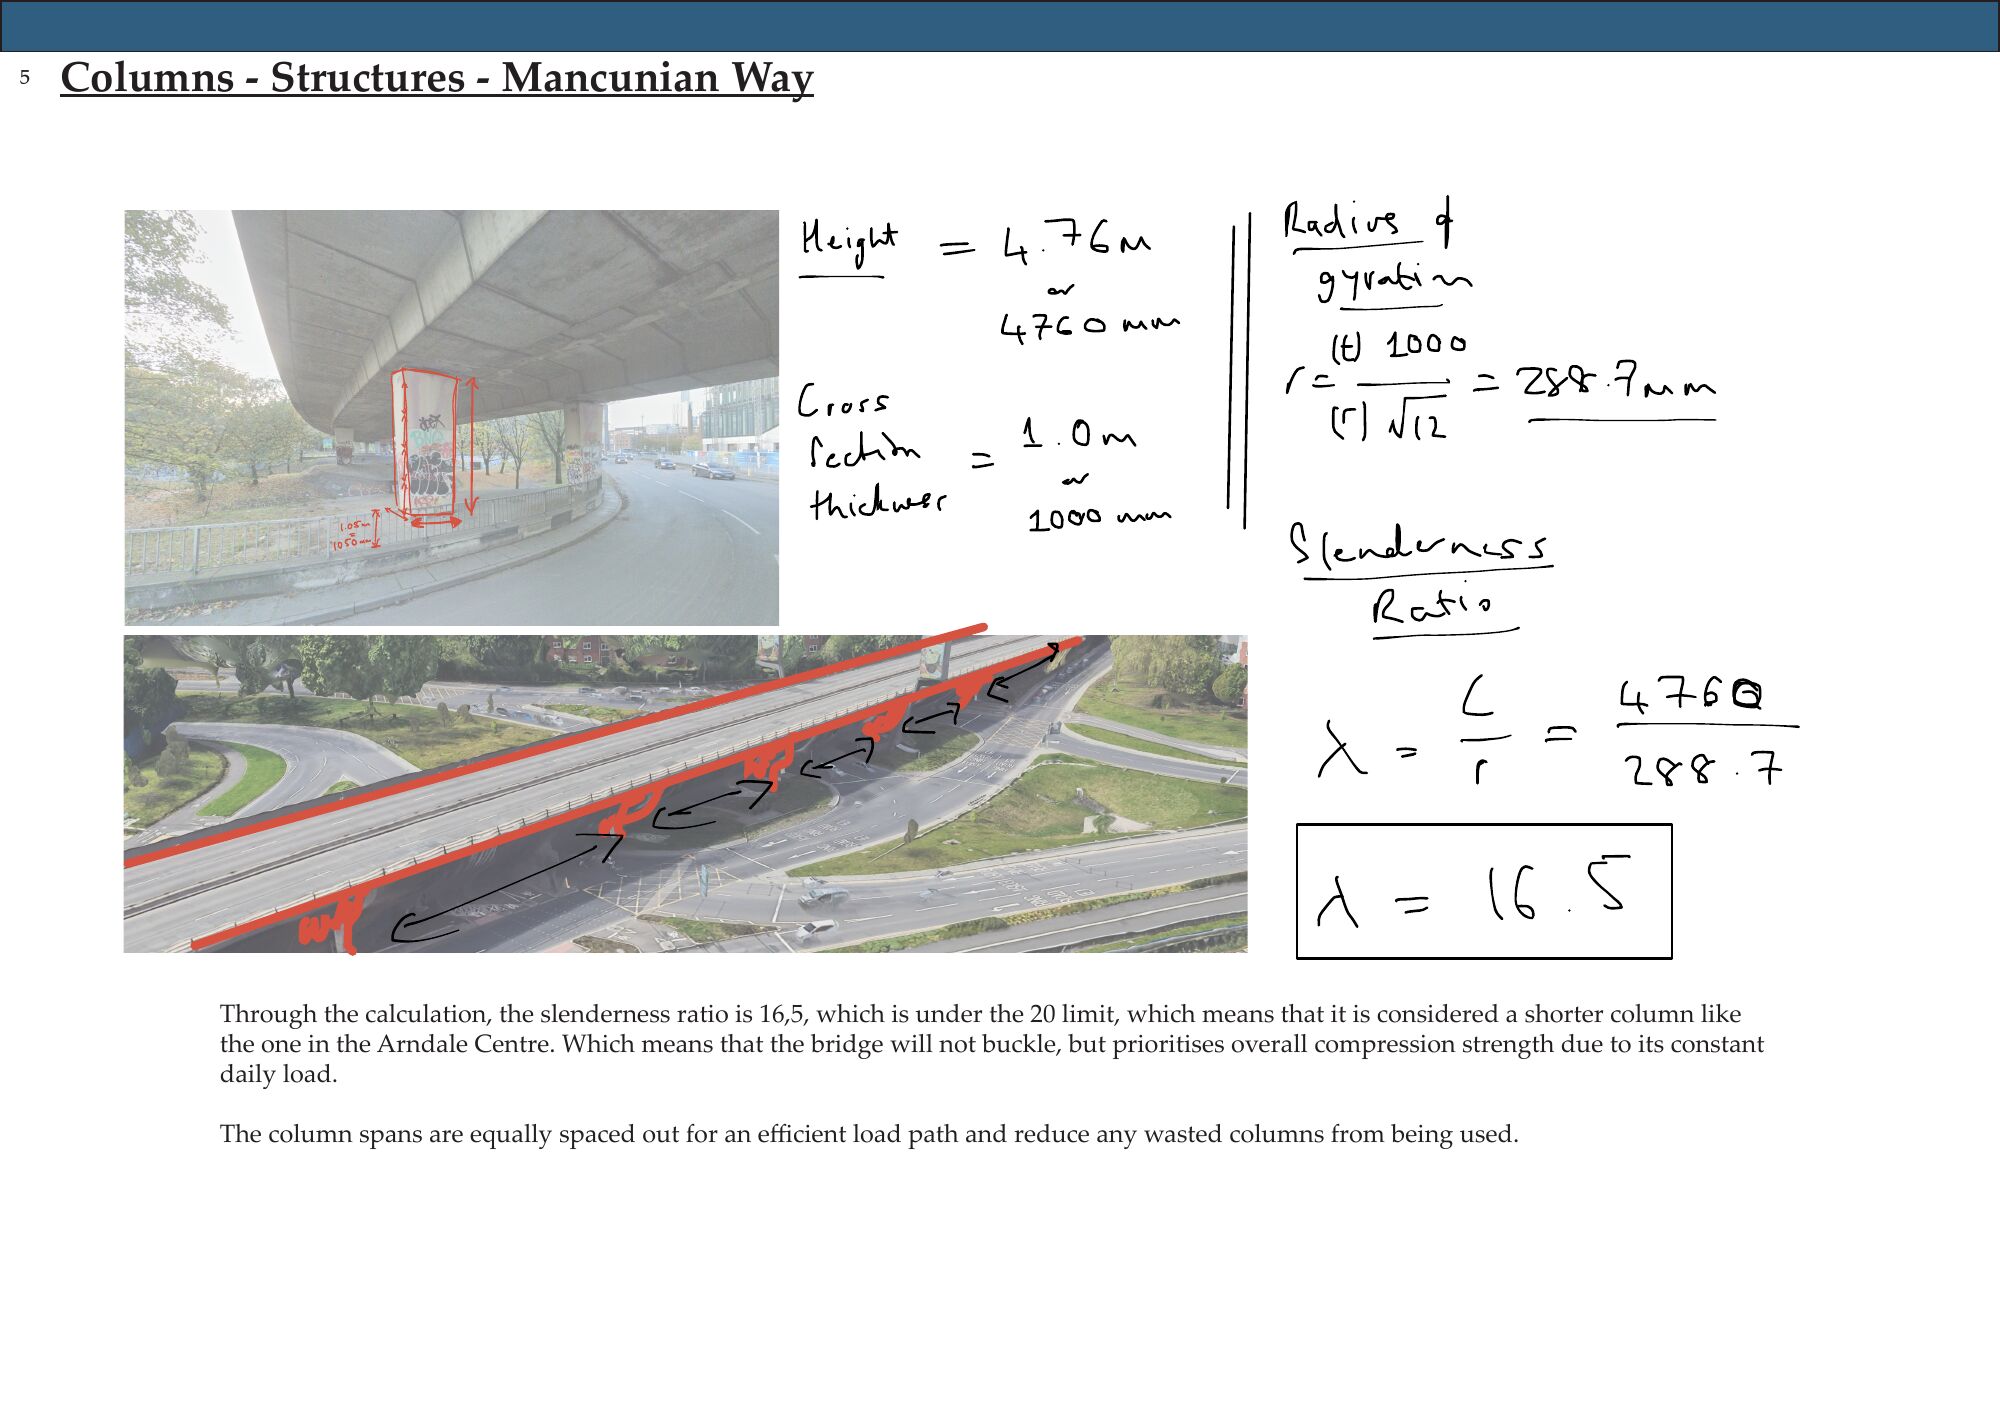 5
Columns - Structures - Mancunian Way
Height = 4.76m
or
4760 mm
Cross
Section
thickness
= 1.0m
or
1000 mm
Radius of
gyration
r = (t) 1000
(r) √12
= 288.7mm
Slenderness
Ratio
λ = L
r
= 4760
288.7
λ = 16.5
1.05m
=
1050 mm
Through the calculation, the slenderness ratio is 16,5, which is under the 20 limit, which means that it is considered a shorter column like
the one in the Arndale Centre. Which means that the bridge will not buckle, but prioritises overall compression strength due to its constant
daily load.
The column spans are equally spaced out for an efficient load path and reduce any wasted columns from being used.